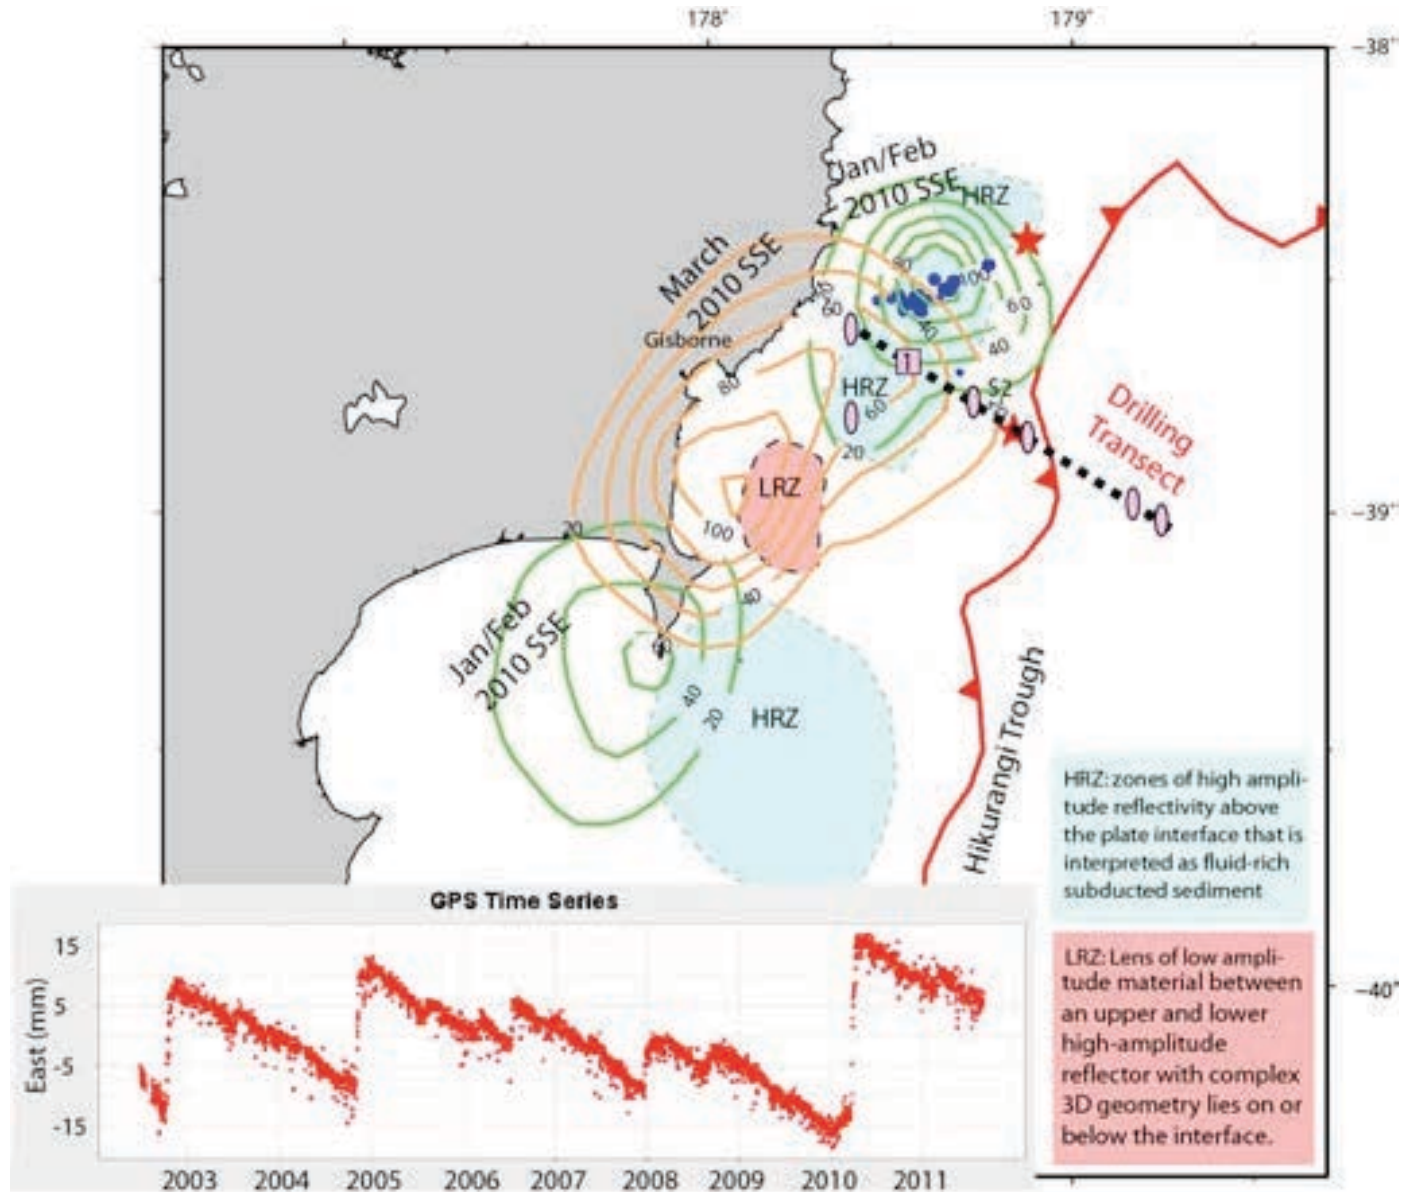 178°
179°
-38°
Jan/Feb
2010 SSE
HRZ
March
2010 SSE
80
100
60
60
40
40
Gisborne
1
80
HRZ
60
S2
20
Drilling
Transect
LRZ
100
20
-39°
40
Jan/Feb
2010 SSE
60
40
20
HRZ
Hikurangi Trough
HRZ: zones of high ampli-
tude reflectivity above
the plate interface that is
interpreted as fluid-rich
subducted sediment
LRZ: Lens of low ampli-
tude material between
an upper and lower
high-amplitude
reflector with complex
3D geometry lies on or
below the interface.
-40°
GPS Time Series
East (mm)
15
5
-5
-15
2003 2004 2005 2006 2007 2008 2009 2010 2011